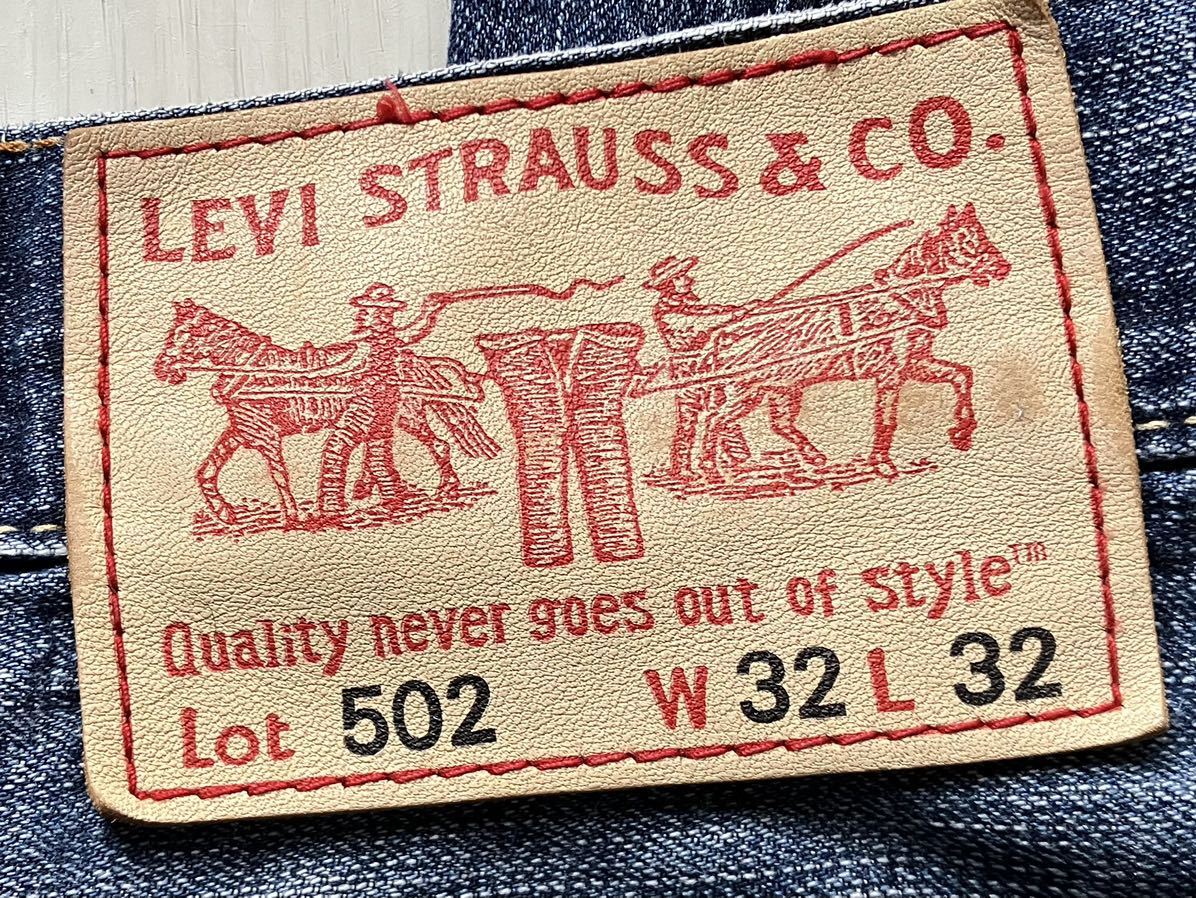 LEVI STRAUSS & CO.
Quality never goes out of style™
Lot 502 W 32 L 32